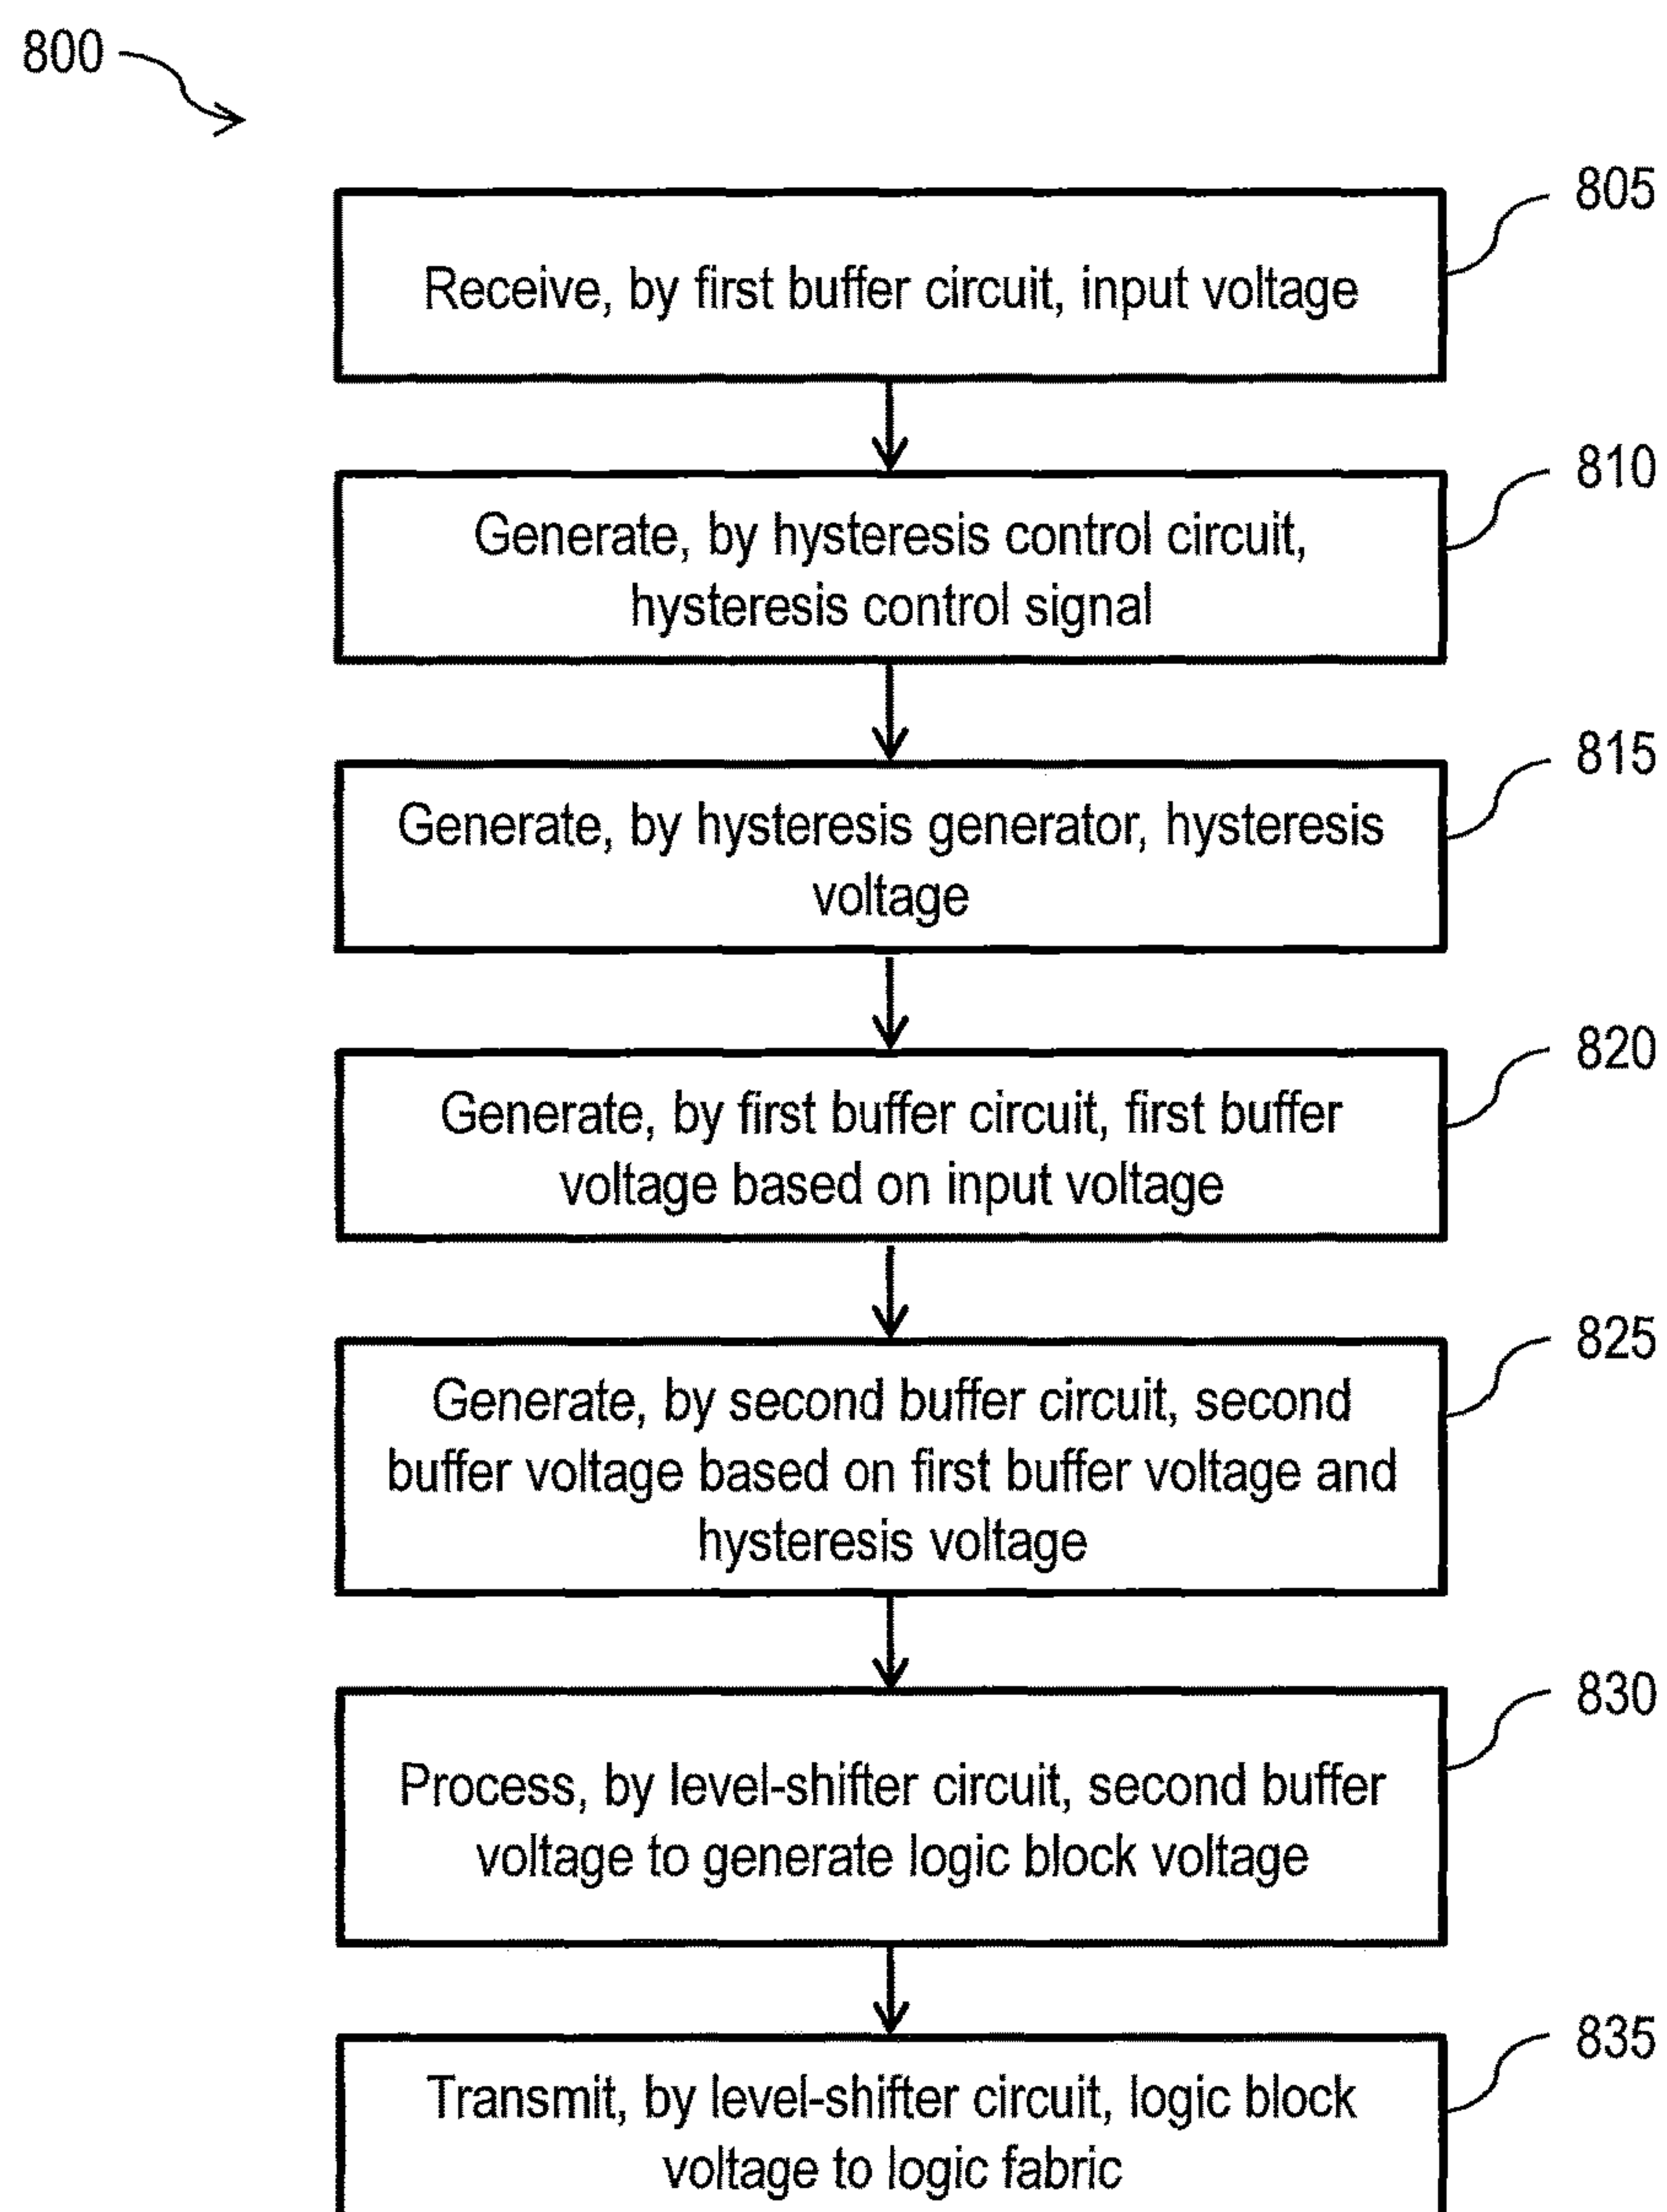 800
805
Receive, by first buffer circuit, input voltage
810
Generate, by hysteresis control circuit,
hysteresis control signal
815
Generate, by hysteresis generator, hysteresis
voltage
820
Generate, by first buffer circuit, first buffer
voltage based on input voltage
825
Generate, by second buffer circuit, second
buffer voltage based on first buffer voltage and
hysteresis voltage
830
Process, by level-shifter circuit, second buffer
voltage to generate logic block voltage
835
Transmit, by level-shifter circuit, logic block
voltage to logic fabric